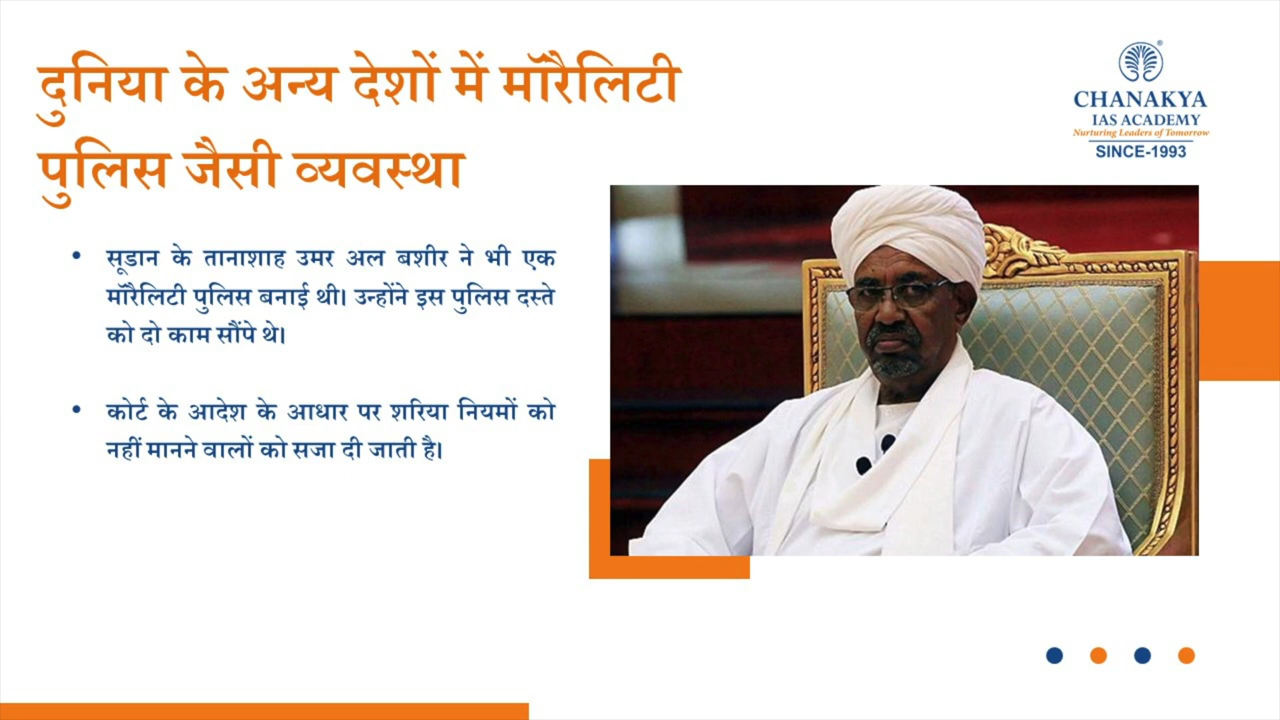 दुनिया के अन्य देशों में मॉरैलिटी
पुलिस जैसी व्यवस्था
CHANAKYA
IAS ACADEMY
Nurturing Leaders of Tomorrow
SINCE-1993
• सूडान के तानाशाह उमर अल बशीर ने भी एक
मॉरैलिटी पुलिस बनाई थी। उन्होंने इस पुलिस दस्ते
को दो काम सौंपे थे।
• कोर्ट के आदेश के आधार पर शरिया नियमों को
नहीं मानने वालों को सजा दी जाती है।